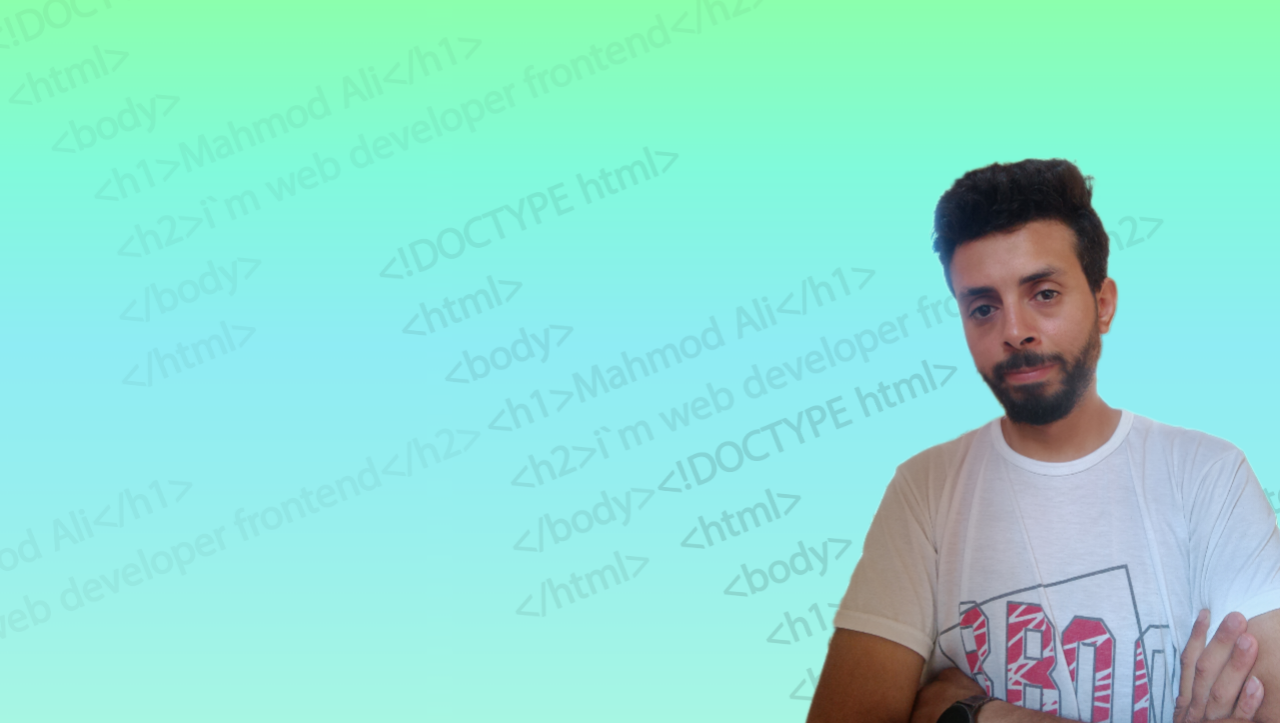 <!DOCT
<html>
<body>
<h1>Mahmod Ali</h1>
<h2>i`m web developer frontend</h2>
</body>
</html>
<!DOCTYPE html>
<html>
<body>
<h1>Mahmod Ali</h1>
<h2>i`m web developer fro
h2>
</body>
</html>
od Ali</h1>
veb developer frontend</h2>
<!DOCTYPE html>
<html>
<body>
<h1>
<h